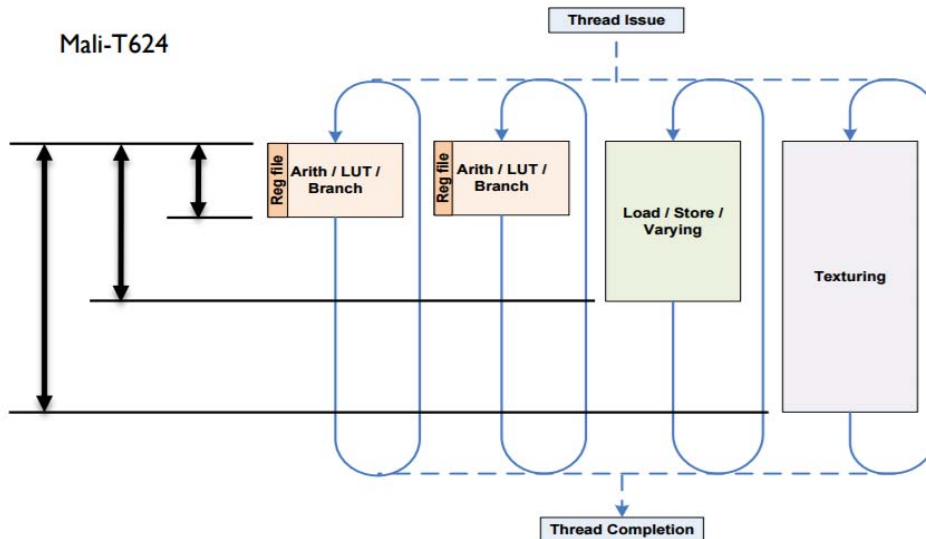 Thread Issue
Mali-T624
Reg file
Arith / LUT /
Branch
Reg file
Arith / LUT /
Branch
Load / Store /
Varying
Texturing
Thread Completion